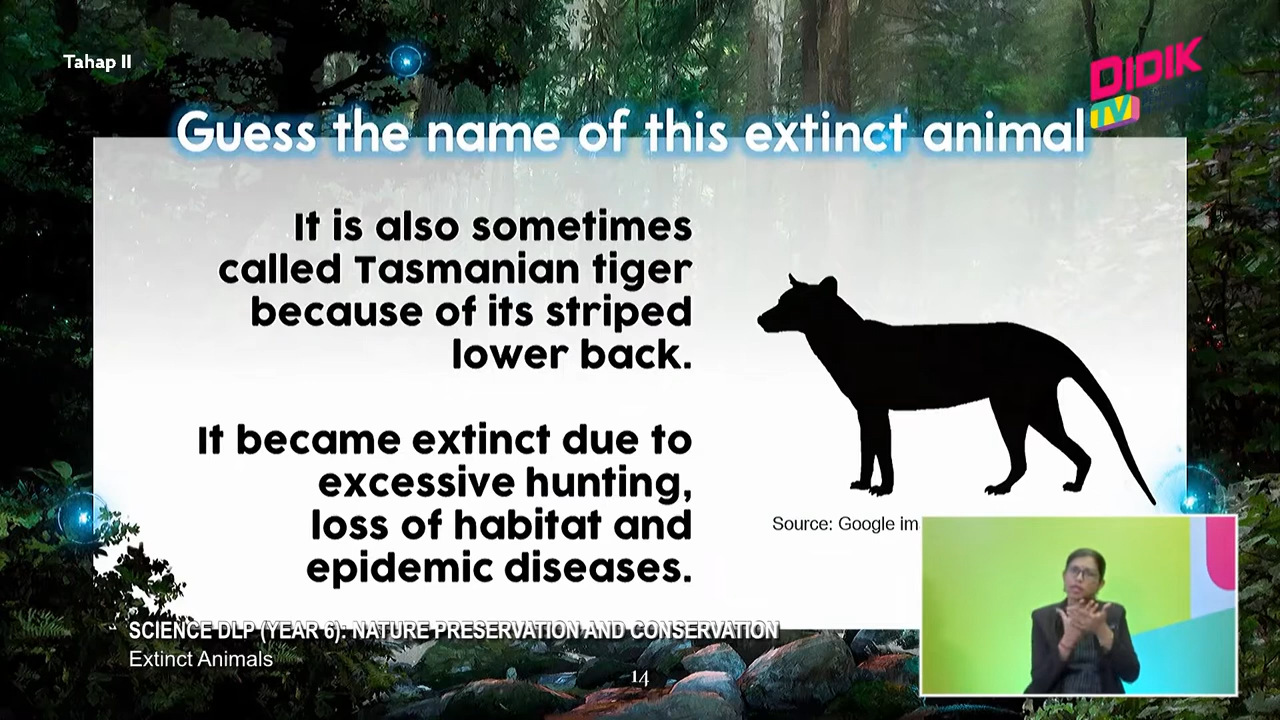 Tahap II
DIDIK
TV
Guess the name of this extinct animal
It is also sometimes
called Tasmanian tiger
because of its striped
lower back.
It became extinct due to
excessive hunting,
loss of habitat and
epidemic diseases.
Source: Google im
SCIENCE DLP (YEAR 6): NATURE PRESERVATION AND CONSERVATION
Extinct Animals
14